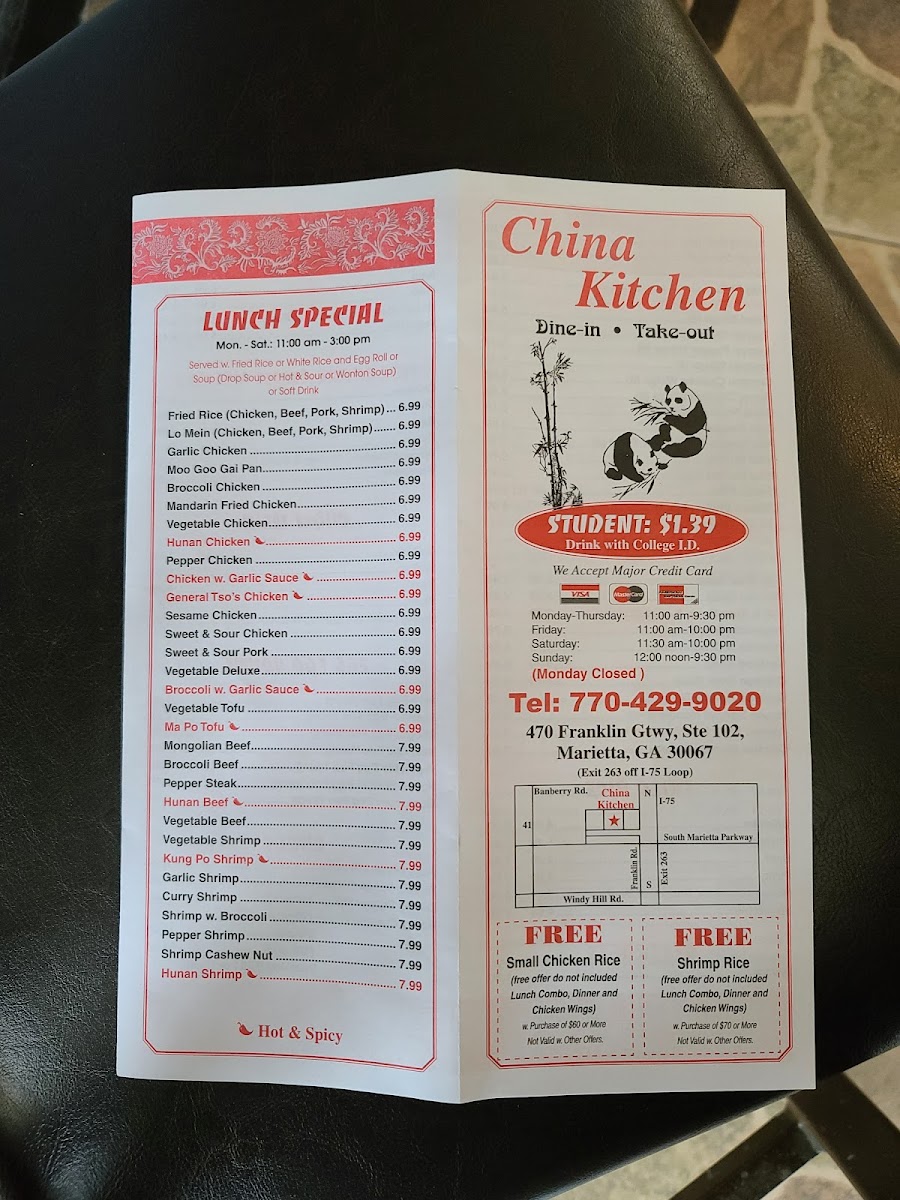 LUNCH SPECIAL
Mon. - Sat.: 11:00 am - 3:00 pm
Served w. Fried Rice or White Rice and Egg Roll or
Soup (Drop Soup or Hot & Sour or Wonton Soup)
or Soft Drink
Fried Rice (Chicken, Beef, Pork, Shrimp)... 6.99
Lo Mein (Chicken, Beef, Pork, Shrimp)....... 6.99
Garlic Chicken ............ 6.99
Moo Goo Gai Pan............ 6.99
Broccoli Chicken ............ 6.99
Mandarin Fried Chicken............ 6.99
Vegetable Chicken............ 6.99
Hunan Chicken ............ 6.99
Pepper Chicken ............ 6.99
Chicken w. Garlic Sauce ............ 6.99
General Tso's Chicken ............ 6.99
Sesame Chicken............ 6.99
Sweet & Sour Chicken ............ 6.99
Sweet & Sour Pork ............ 6.99
Vegetable Deluxe............ 6.99
Broccoli w. Garlic Sauce ............ 6.99
Vegetable Tofu ............ 6.99
Ma Po Tofu ............ 6.99
Mongolian Beef............ 7.99
Broccoli Beef ............ 7.99
Pepper Steak............ 7.99
Hunan Beef ............ 7.99
Vegetable Beef............ 7.99
Vegetable Shrimp ............ 7.99
Kung Po Shrimp ............ 7.99
Garlic Shrimp............ 7.99
Curry Shrimp ............ 7.99
Shrimp w. Broccoli ............ 7.99
Pepper Shrimp............ 7.99
Shrimp Cashew Nut ............ 7.99
Hunan Shrimp ............ 7.99
Hot & Spicy
China
Kitchen
Dine-in • Take-out
STUDENT: $1.39
Drink with College I.D.
We Accept Major Credit Card
VISA
MasterCard
Monday-Thursday: 11:00 am-9:30 pm
Friday: 11:00 am-10:00 pm
Saturday: 11:30 am-10:00 pm
Sunday: 12:00 noon-9:30 pm
(Monday Closed )
Tel: 770-429-9020
470 Franklin Gtwy, Ste 102,
Marietta, GA 30067
(Exit 263 off I-75 Loop)
Banberry Rd.
China
Kitchen
N
I-75
41
South Marietta Parkway
Franklin Rd.
S
Exit 263
Windy Hill Rd.
FREE
Small Chicken Rice
(free offer do not included
Lunch Combo, Dinner and
Chicken Wings)
w. Purchase of $60 or More
Not Valid w. Other Offers.
FREE
Shrimp Rice
(free offer do not included
Lunch Combo, Dinner and
Chicken Wings)
w. Purchase of $70 or More
Not Valid w. Other Offers.